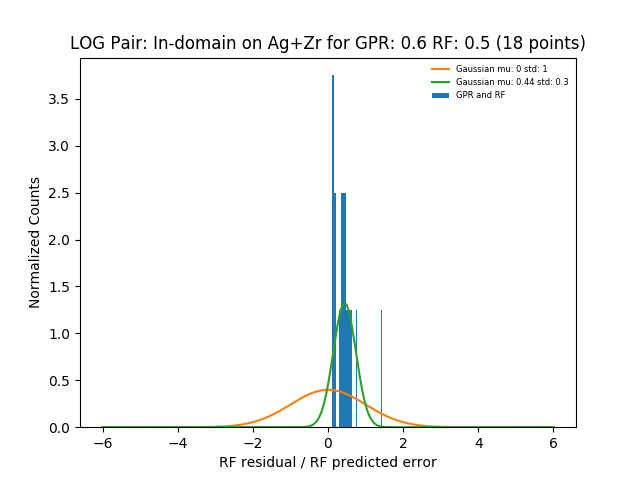 LOG Pair: In-domain on Ag+Zr for GPR: 0.6 RF: 0.5 (18 points)
Gaussian mu: 0 std: 1
Gaussian mu: 0.44 std: 0.3
GPR and RF
Normalized Counts
3.5
3.0
2.5
2.0
1.5
1.0
0.5
0.0
−6 −4 −2 0 2 4 6
RF residual / RF predicted error